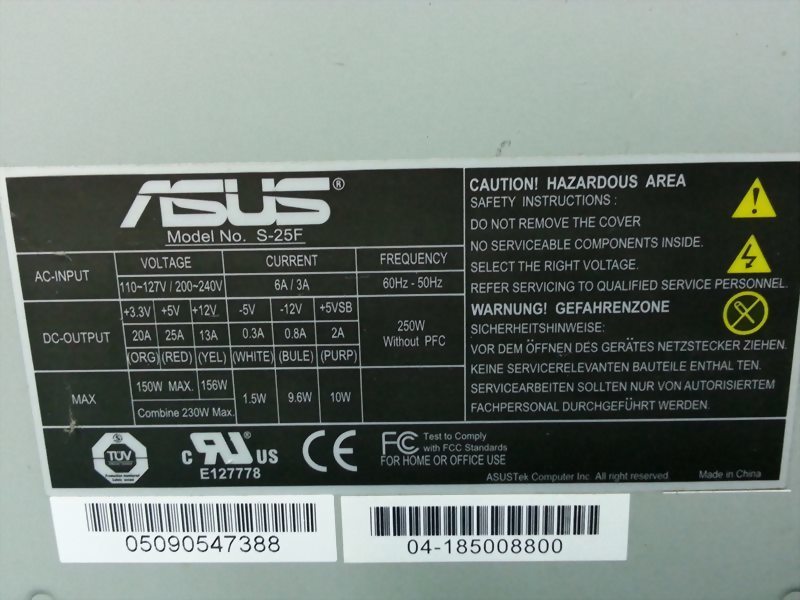 ASUS®
Model No. S-25F
AC-INPUT VOLTAGE CURRENT FREQUENCY
110~127V / 200~240V 6A / 3A 60Hz - 50Hz
DC-OUTPUT +3.3V +5V +12V -5V -12V +5VSB 250W Without PFC
20A 25A 13A 0.3A 0.8A 2A
(ORG) (RED) (YEL) (WHITE) (BULE) (PURP)
MAX 150W MAX. 156W 1.5W 9.6W 10W
Combine 230W Max.
CAUTION! HAZARDOUS AREA
SAFETY INSTRUCTIONS :
DO NOT REMOVE THE COVER
NO SERVICEABLE COMPONENTS INSIDE.
SELECT THE RIGHT VOLTAGE.
REFER SERVICING TO QUALIFIED SERVICE PERSONNEL.
WARNUNG! GEFAHRENZONE
SICHERHEITSHINWEISE:
VOR DEM ÖFFNEN DES GERÄTES NETZSTECKER ZIEHEN.
KEINE SERVICERELEVANTEN BAUTEILE ENTHAL TEN.
SERVICEARBEITEN SOLLTEN NUR VON AUTORISIERTEM
FACHPERSONAL DURCHGEFÜHRT WERDEN.
TÜV
C RU® US
E127778
CE
FC Test to Comply
with FCC Standards
FOR HOME OR OFFICE USE
ASUSTek Computer Inc. All right reserved Made in China
05090547388
04-185008800